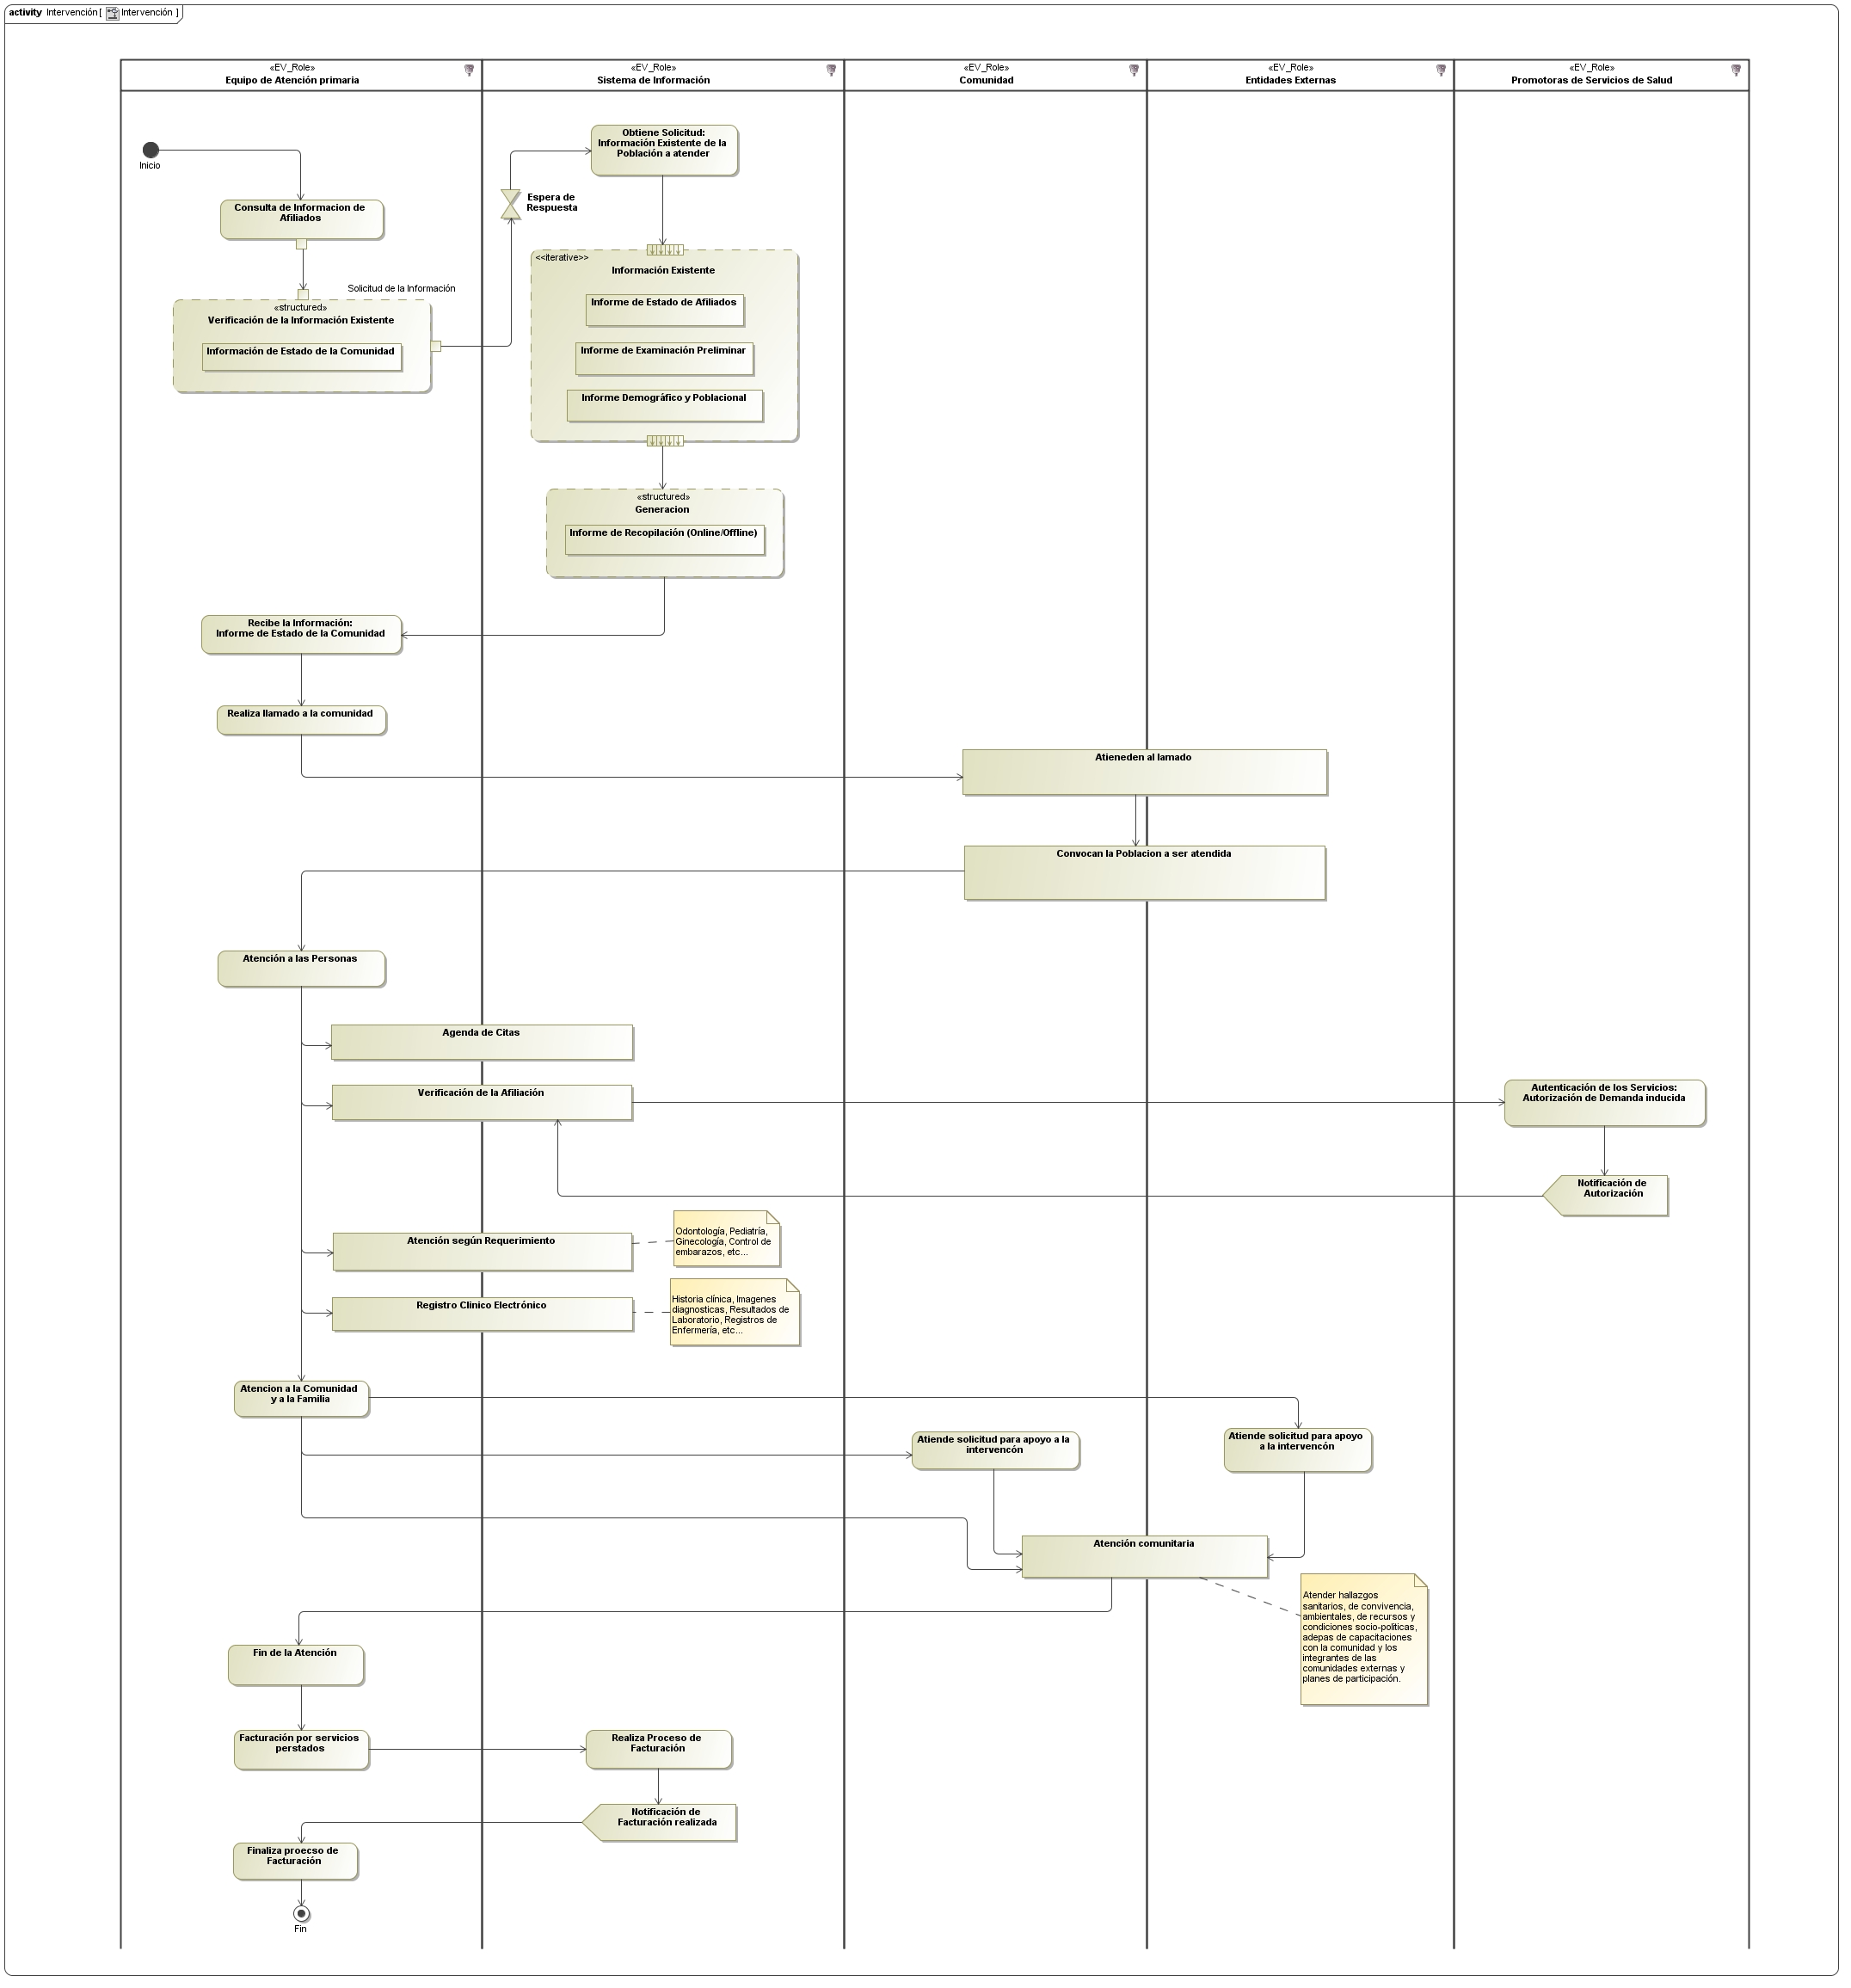 activity Intervención [ Intervención ]
«EV_Role»
Equipo de Atención primaria
«EV_Role»
Sistema de Información
«EV_Role»
Comunidad
«EV_Role»
Entidades Externas
«EV_Role»
Promotoras de Servicios de Salud
Inicio
Obtiene Solicitud:
Información Existente de la
Población a atender
Espera de
Respuesta
Consulta de Informacion de
Afiliados
Solicitud de la Información
«structured»
Verificación de la Información Existente
Información de Estado de la Comunidad
<<iterative>>
Información Existente
Informe de Estado de Afiliados
Informe de Examinación Preliminar
Informe Demográfico y Poblacional
«structured»
Generacion
Informe de Recopilación (Online/Offline)
Recibe la Información:
Informe de Estado de la Comunidad
Realiza llamado a la comunidad
Atieneden al lamado
Convocan la Poblacion a ser atendida
Atención a las Personas
Agenda de Citas
Verificación de la Afiliación
Autenticación de los Servicios:
Autorización de Demanda inducida
Notificación de
Autorización
Atención según Requerimiento
Odontología, Pediatría,
Ginecología, Control de
embarazos, etc...
Registro Clinico Electrónico
Historia clínica, Imagenes
diagnosticas, Resultados de
Laboratorio, Registros de
Enfermería, etc...
Atencion a la Comunidad
y a la Familia
Atiende solicitud para apoyo a la
intervencón
Atiende solicitud para apoyo
a la intervencón
Atención comunitaria
Atender hallazgos
sanitarios, de convivencia,
ambientales, de recursos y
condiciones socio-politicas,
adepas de capacitaciones
con la comunidad y los
integrantes de las
comunidades externas y
planes de participación.
Fin de la Atención
Facturación por servicios
perstados
Realiza Proceso de
Facturación
Notificación de
Facturación realizada
Finaliza proecso de
Facturación
Fin